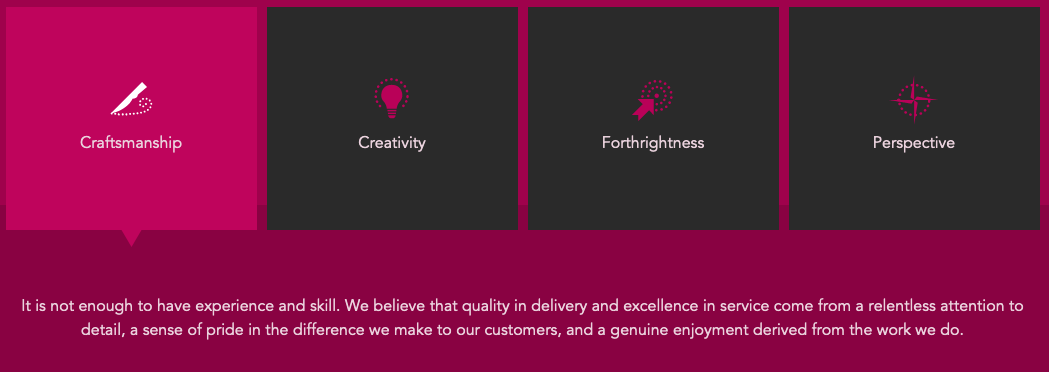 Craftsmanship
Creativity
Forthrightness
Perspective
It is not enough to have experience and skill. We believe that quality in delivery and excellence in service come from a relentless attention to
detail, a sense of pride in the difference we make to our customers, and a genuine enjoyment derived from the work we do.